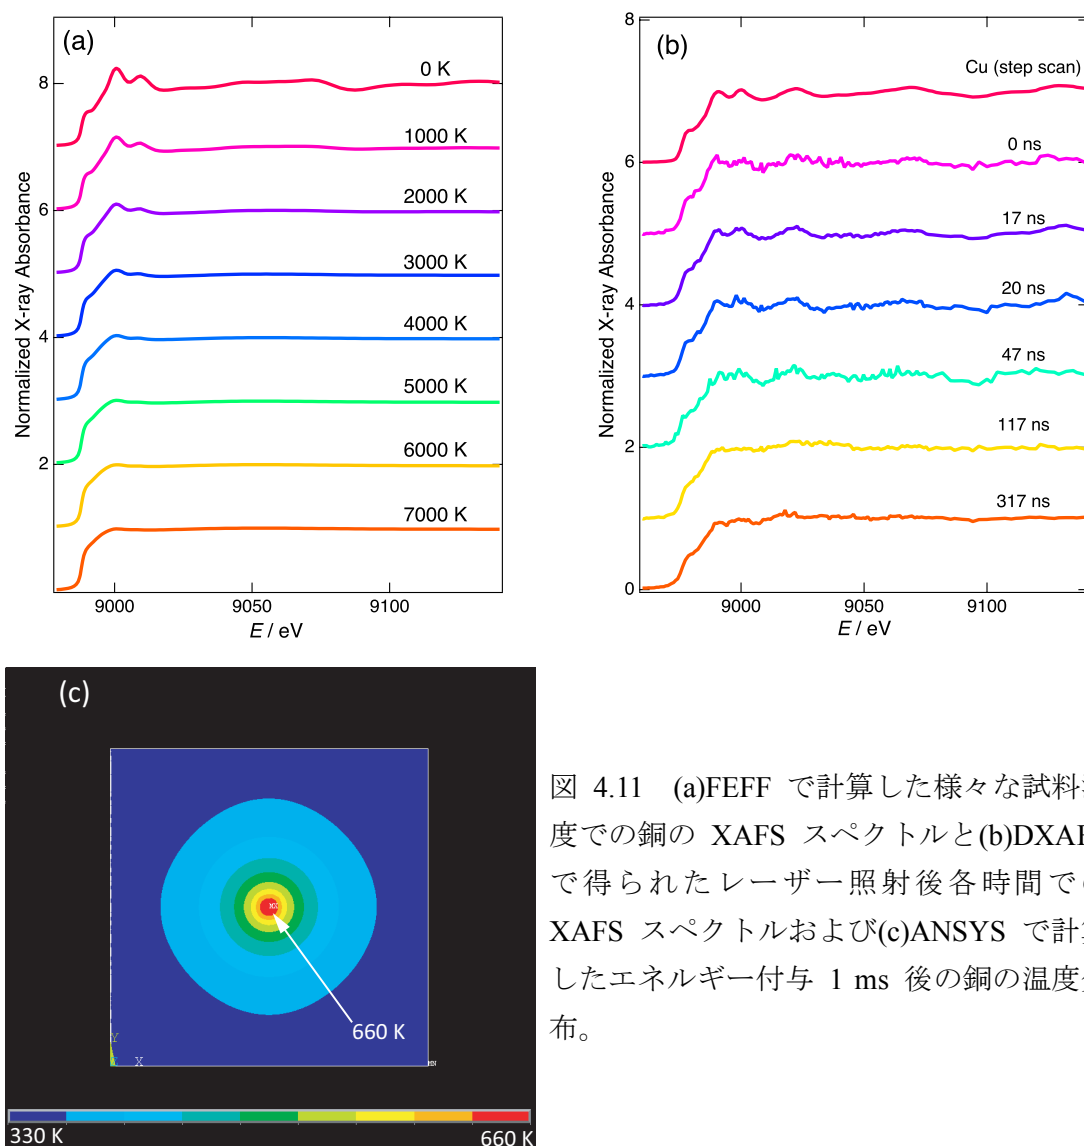 (a)
0 K
1000 K
2000 K
3000 K
4000 K
5000 K
6000 K
7000 K
8
6
4
2
Normalized X-ray Absorbance
9000
9050
9100
E / eV
(b)
Cu (step scan)
0 ns
17 ns
20 ns
47 ns
117 ns
317 ns
8
6
4
2
0
Normalized X-ray Absorbance
9000
9050
9100
E / eV
(c)
MX
660 K
Y
X
MN
330 K
660 K
図 4.11 (a)FEFF で計算した様々な試料
度での銅の XAFS スペクトルと(b)DXA
で得られたレーザー照射後各時間での
XAFS スペクトルおよび(c)ANSYS で計
したエネルギー付与 1 ms 後の銅の温度
布。